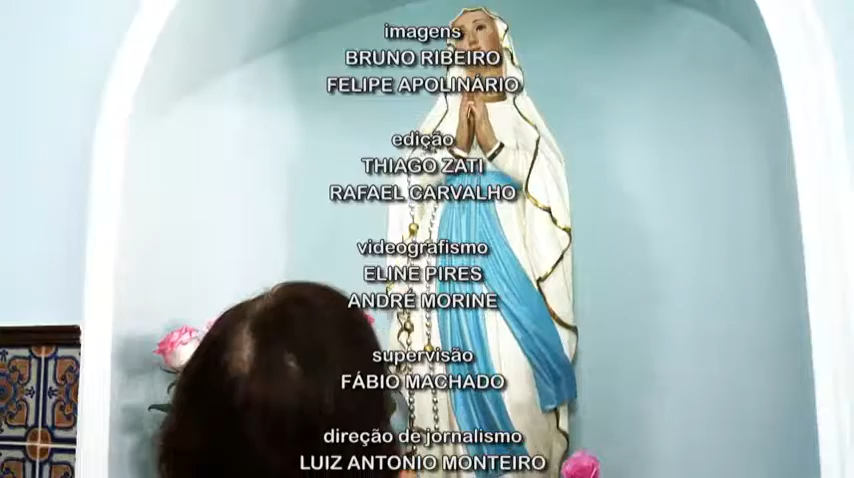 imagens
BRUNO RIBEIRO
FELIPE APOLINÁRIO
edição
THIAGO ZATI
RAFAEL CARVALHO
videografismo
ELINE PIRES
ANDRÉ MORINE
supervisão
FÁBIO MACHADO
direção de jornalismo
LUIZ ANTONIO MONTEIRO